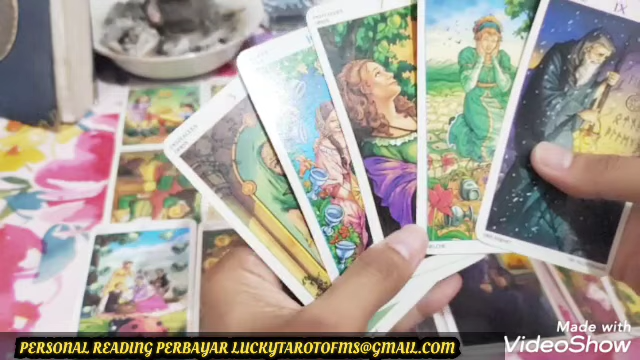 IX
PERSONAL READING PERBAYAR LUCKYTAROTOFMS@GMAIL.COM
Made with
VideoShow